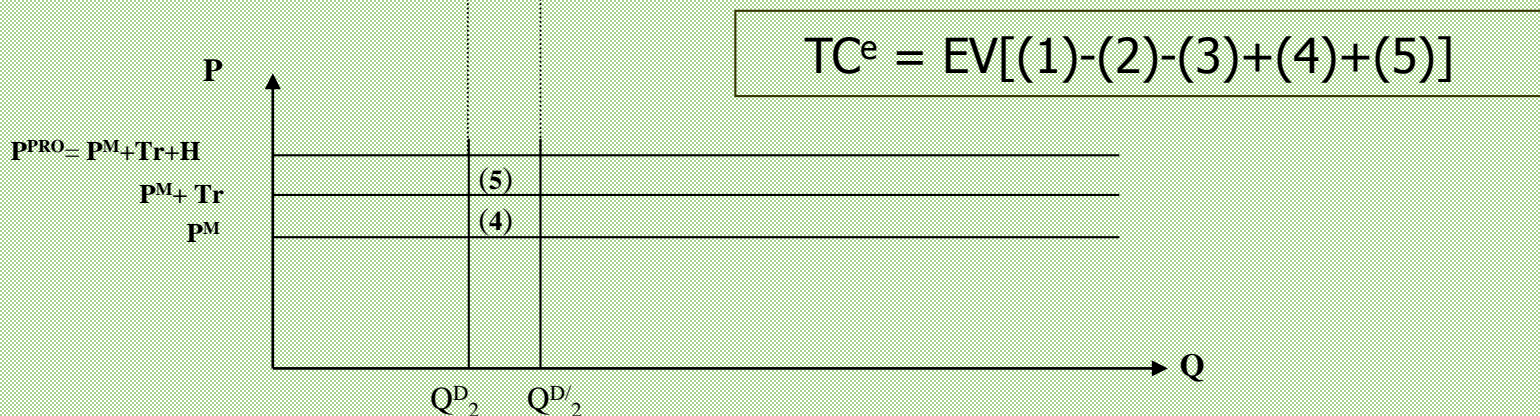 TCᵉ = EV[(1)-(2)-(3)+(4)+(5)]
P
Pᴾᴿᴼ= Pᴹ+Tr+H
(5)
Pᴹ+ Tr
(4)
Pᴹ
Q
Qᴰ₂ Qᴰ/₂